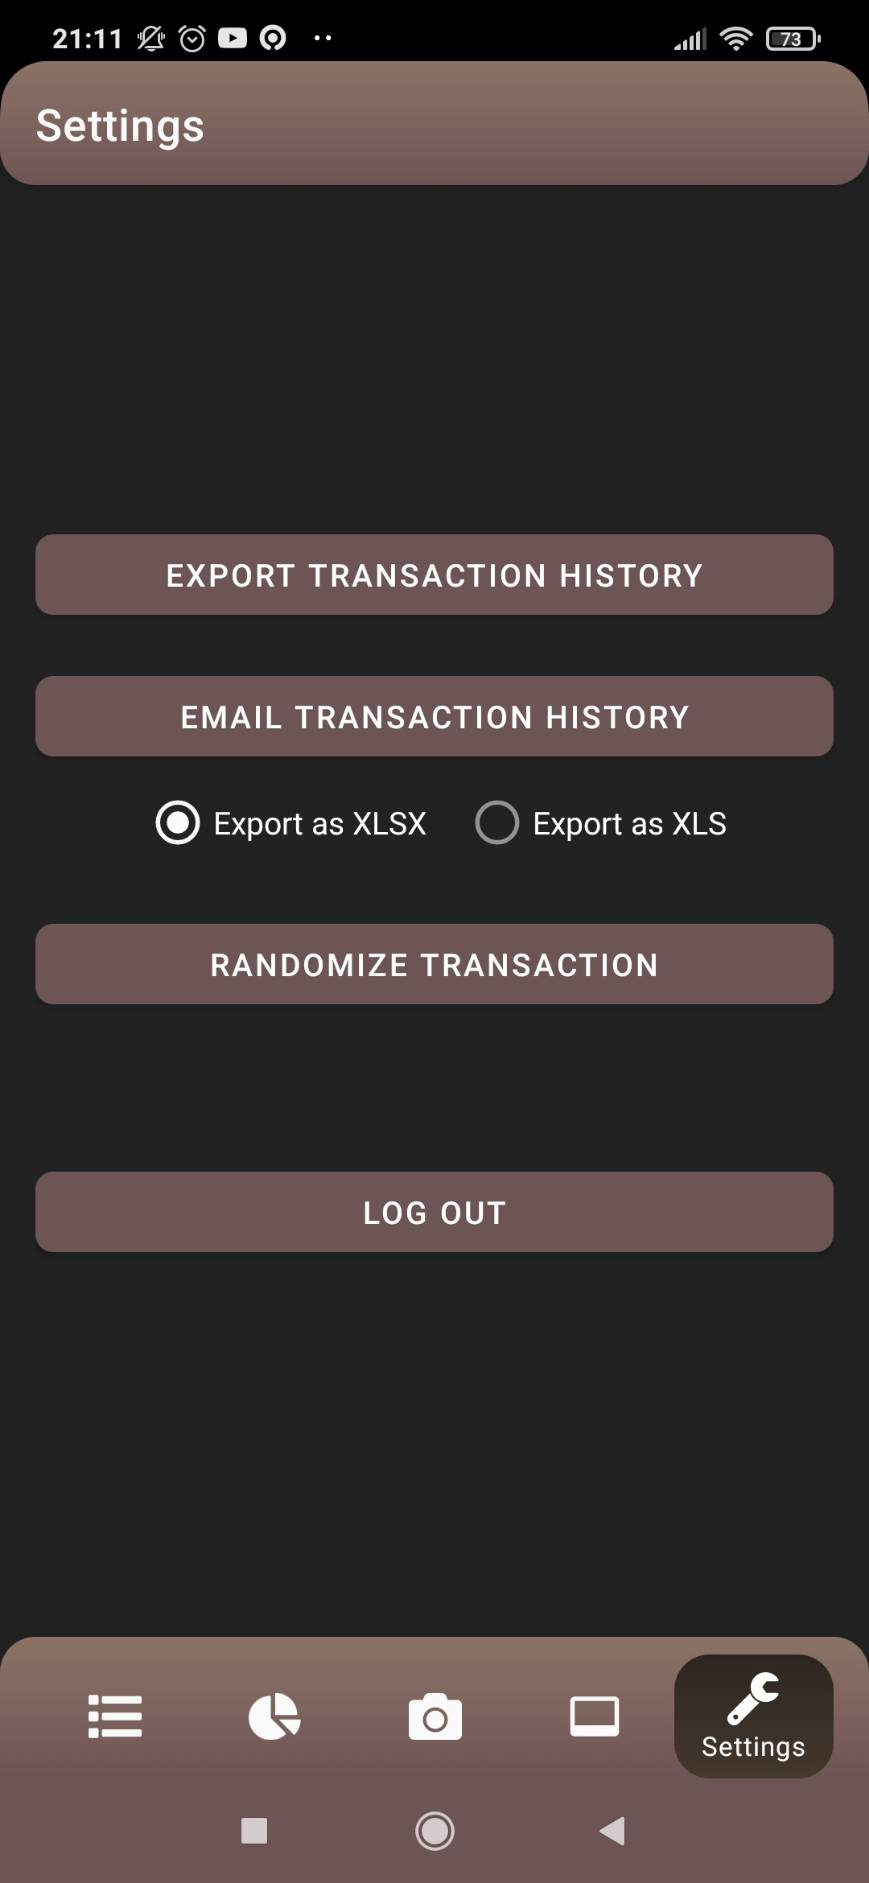 21:11
73
Settings
EXPORT TRANSACTION HISTORY
EMAIL TRANSACTION HISTORY
Export as XLSX
Export as XLS
RANDOMIZE TRANSACTION
LOG OUT
Settings